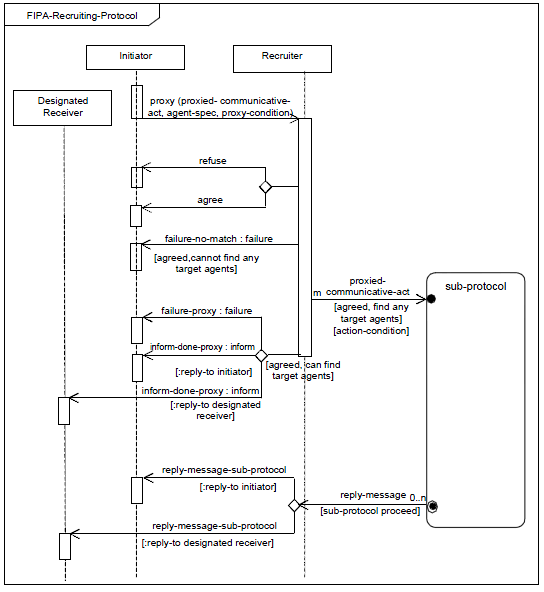 FIPA-Recruiting-Protocol
Initiator
Recruiter
Designated
Receiver
proxy (proxied- communicative-
act, agent-spec, proxy-condition)
refuse
agree
failure-no-match : failure
[agreed,cannot find any
target agents]
proxied-
communicative-act
m
[agreed, find any
target agents]
[action-condition]
sub-protocol
failure-proxy : failure
inform-done-proxy : inform
[:reply-to initiator]
[agreed, can find
target agents]
inform-done-proxy : inform
[:reply-to designated
receiver]
reply-message-sub-protocol
[:reply-to initiator]
reply-message
0..n
[sub-protocol proceed]
reply-message-sub-protocol
[:reply-to designated receiver]